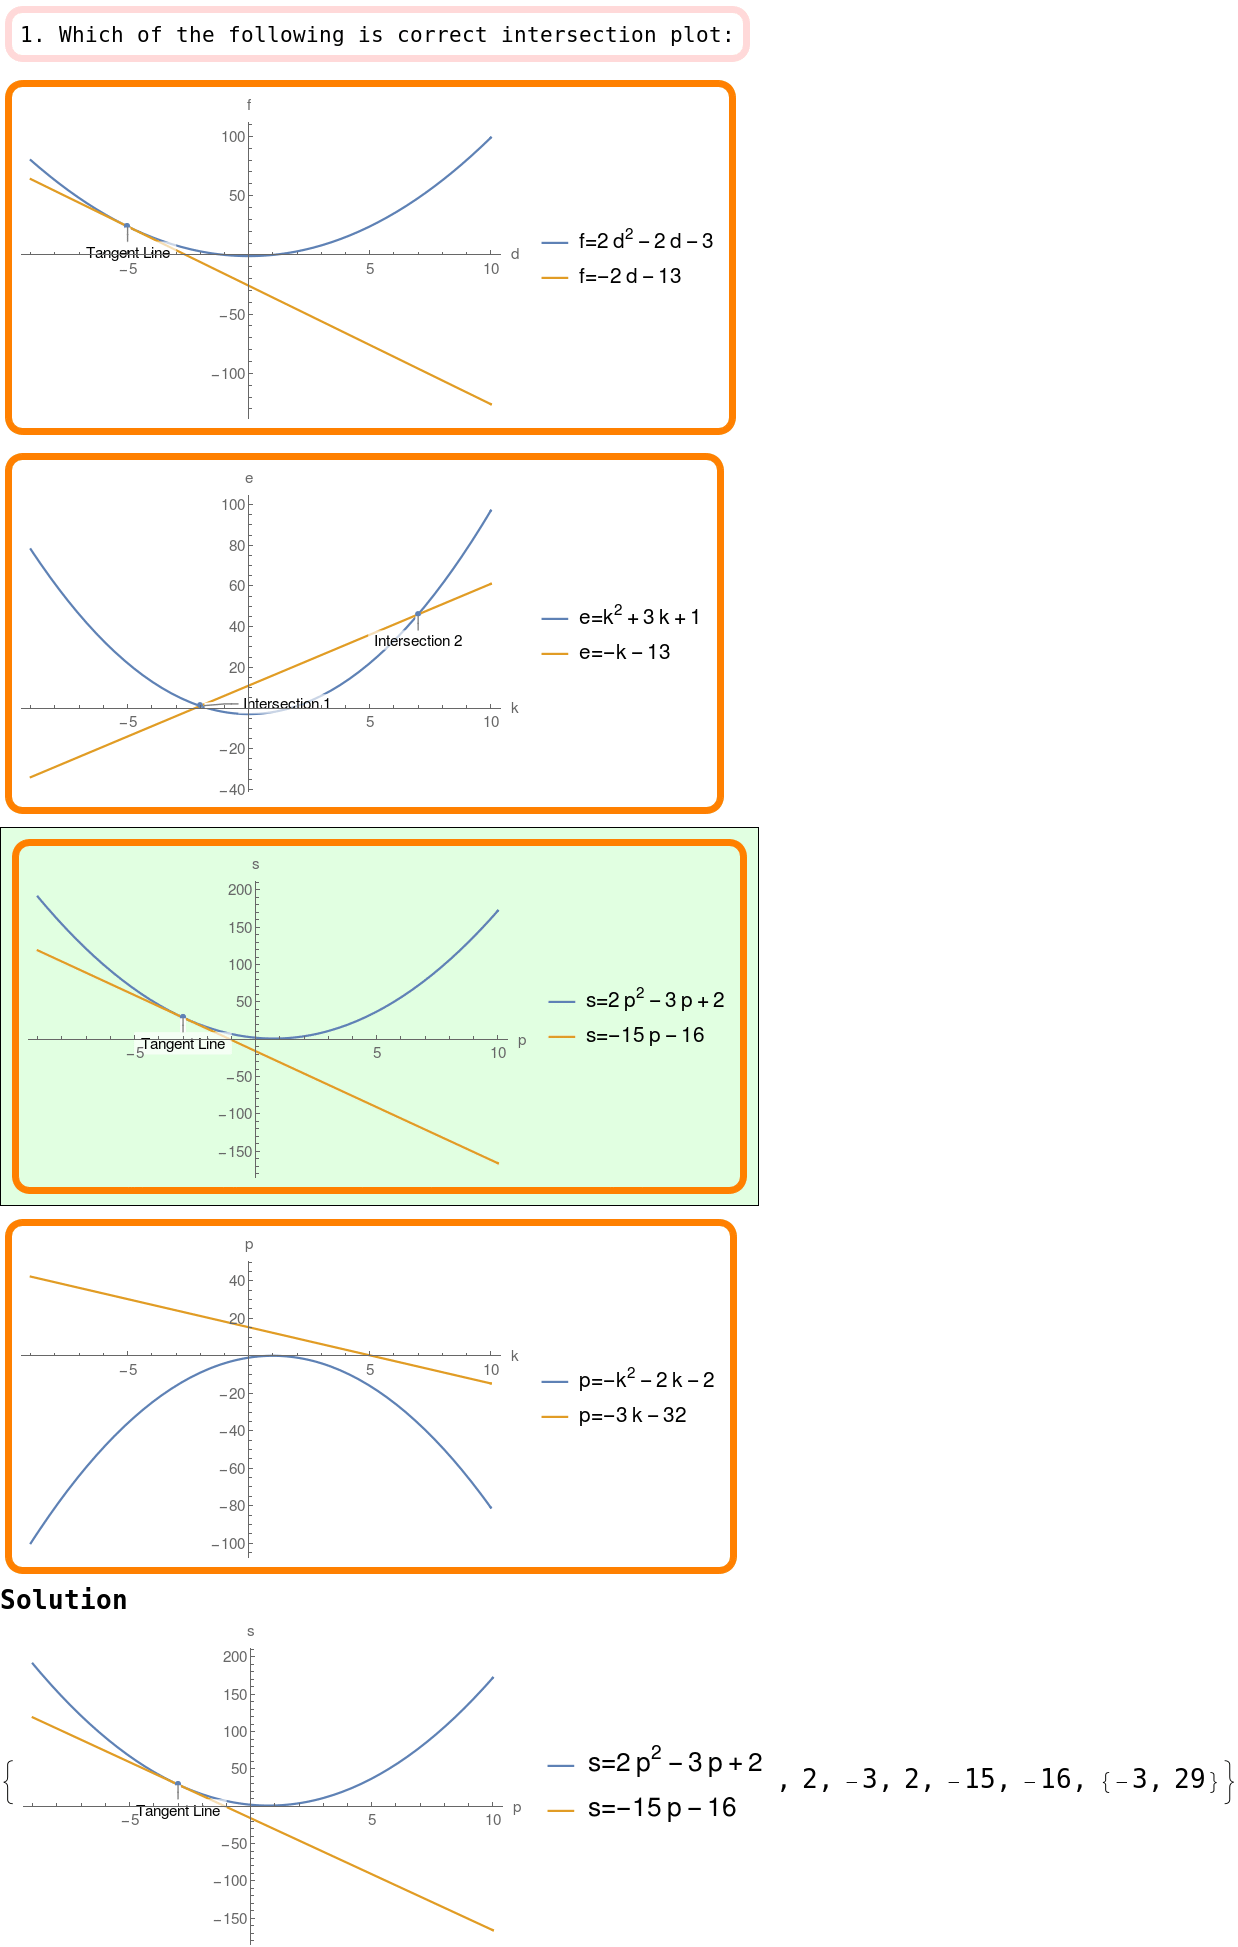 1. Which of the following is correct intersection plot:
f
100
50
f=2 d² − 2 d − 3
Tangent Line
d
−5 5 10
f=−2 d − 13
−50
−100
e
100
80
60
e=k² + 3 k + 1
40
Intersection 2
e=−k − 13
20
Intersection 1
k
−5 5 10
−20
−40
s
200
150
100
50
s=2 p² − 3 p + 2
s=−15 p − 16
Tangent Line
p
−5 5 10
−50
−100
−150
p
40
20
k
−5 5 10
p=−k² − 2 k − 2
−20
p=−3 k − 32
−40
−60
−80
−100
Solution
s
200
150
100
50
{ s=2 p² − 3 p + 2 , 2, −3, 2, −15, −16, {−3, 29}}
s=−15 p − 16
Tangent Line
p
−5 5 10
−50
−100
−150